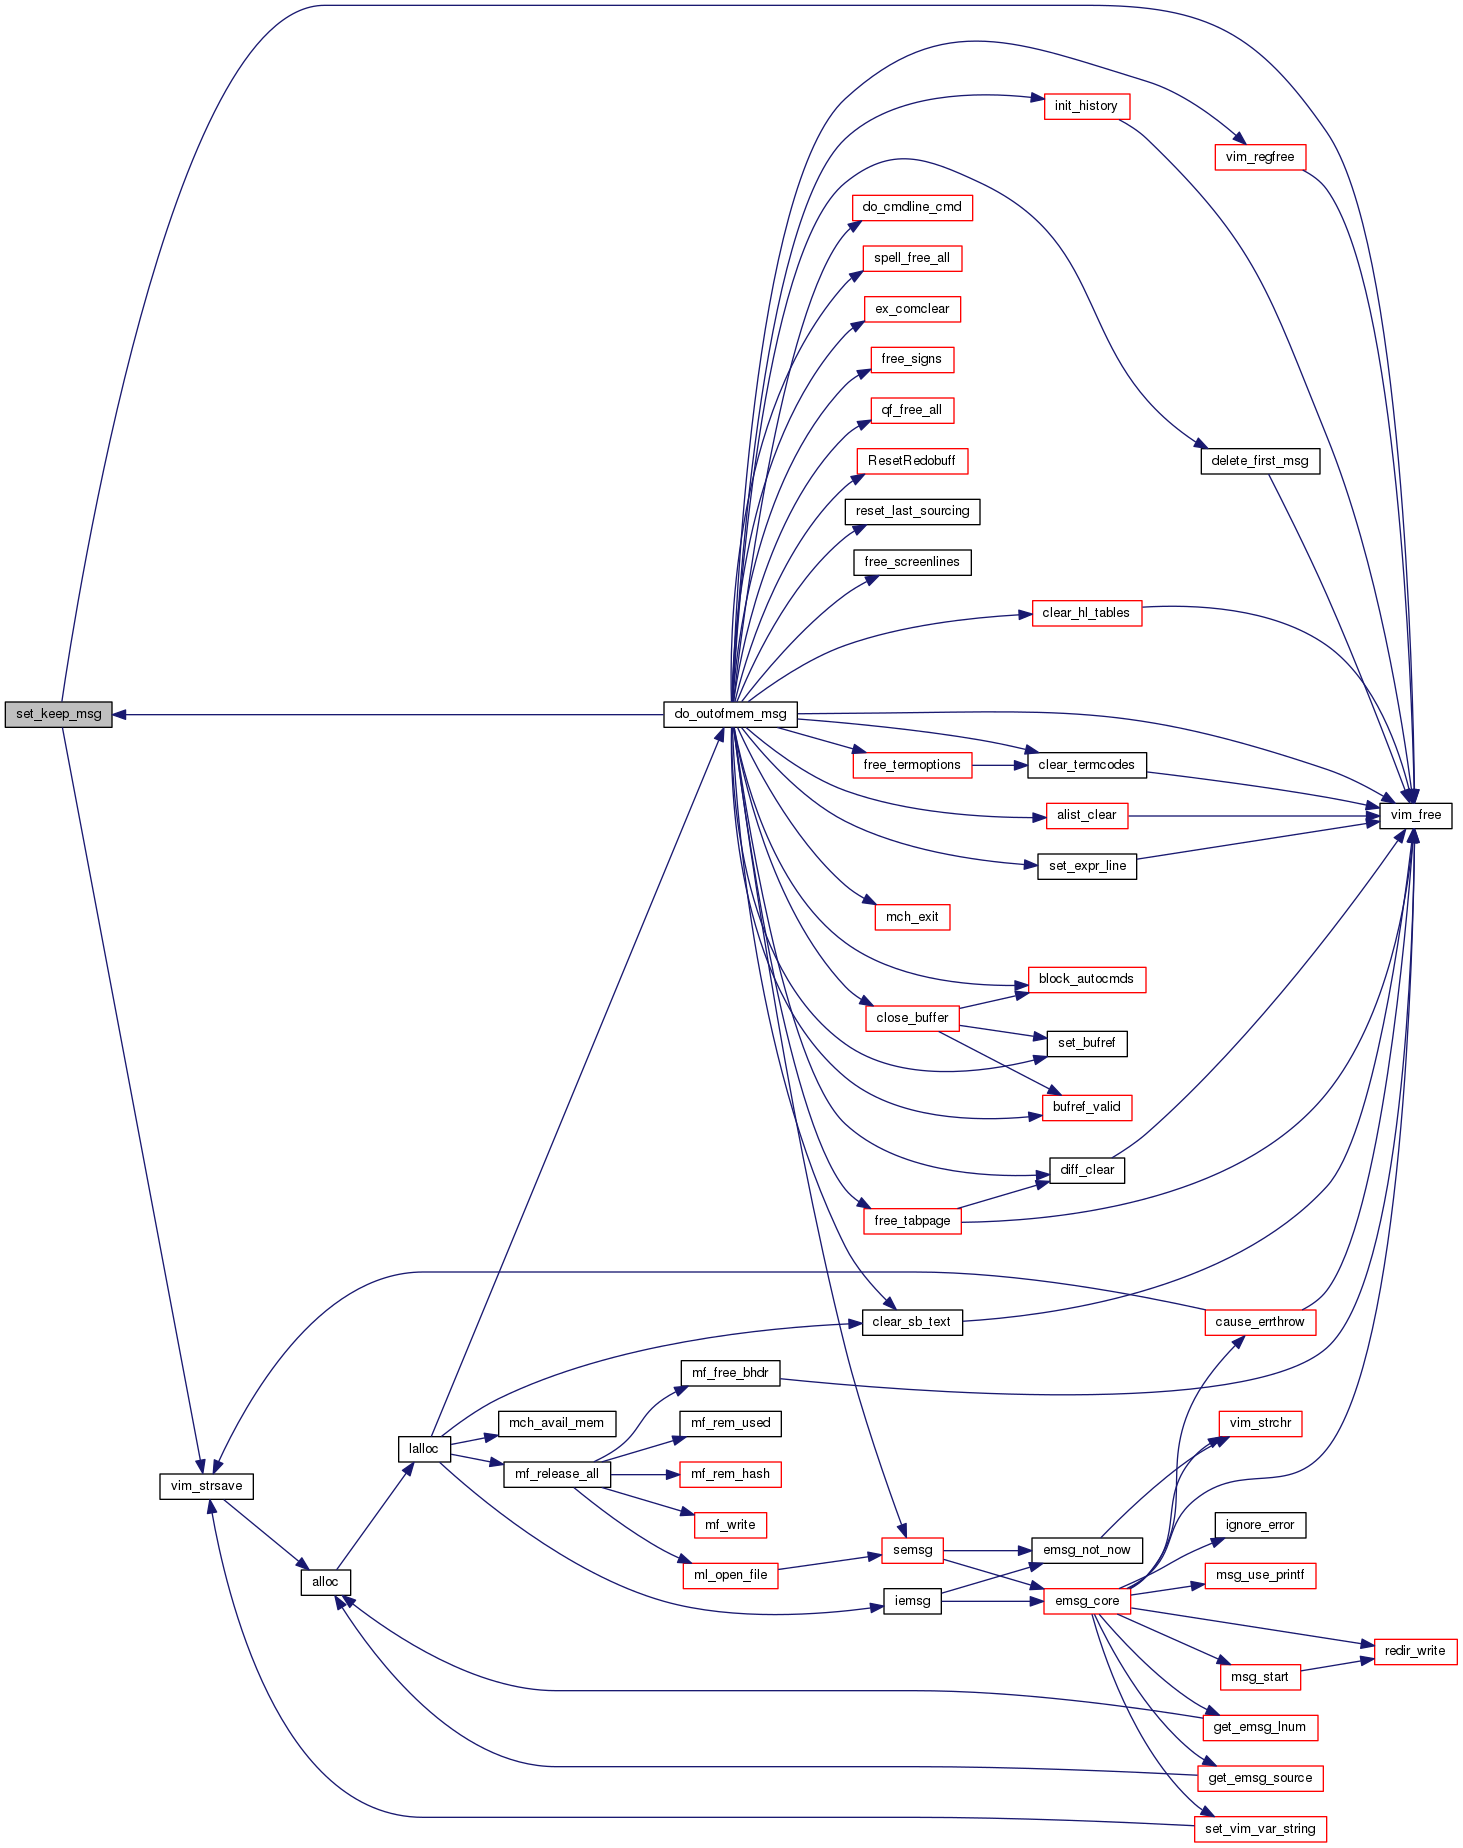 init_history
vim_regfree
do_cmdline_cmd
spell_free_all
ex_comclear
free_signs
qf_free_all
ResetRedobuff
delete_first_msg
reset_last_sourcing
free_screenlines
clear_hl_tables
set_keep_msg
do_outofmem_msg
free_termoptions
clear_termcodes
alist_clear
vim_free
set_expr_line
mch_exit
block_autocmds
close_buffer
set_bufref
bufref_valid
diff_clear
free_tabpage
clear_sb_text
cause_errthrow
mf_free_bhdr
mch_avail_mem
mf_rem_used
vim_strchr
lalloc
mf_release_all
mf_rem_hash
vim_strsave
mf_write
ignore_error
semsg
emsg_not_now
alloc
ml_open_file
msg_use_printf
iemsg
emsg_core
redir_write
msg_start
get_emsg_lnum
get_emsg_source
set_vim_var_string